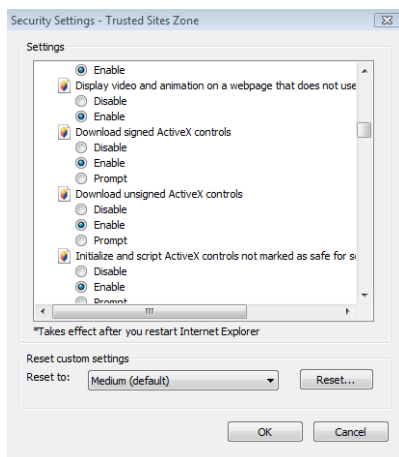 Security Settings - Trusted Sites Zone
Settings
Enable
Display video and animation on a webpage that does not use
Disable
Enable
Download signed ActiveX controls
Disable
Enable
Prompt
Download unsigned ActiveX controls
Disable
Enable
Prompt
Initialize and script ActiveX controls not marked as safe for s
Disable
Enable
Prompt
*Takes effect after you restart Internet Explorer
Reset custom settings
Reset to: Medium (default) Reset...
OK Cancel